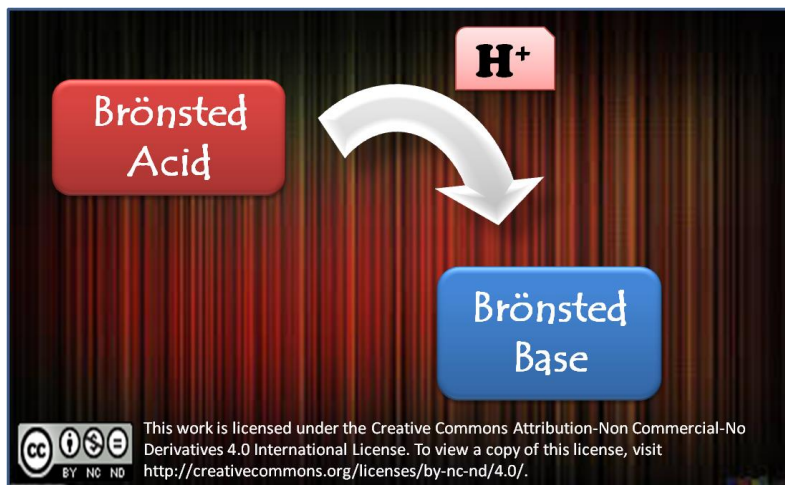 H+
Brönsted
Acid
Brönsted
Base
cc
BY NC ND
This work is licensed under the Creative Commons Attribution-Non Commercial-No
Derivatives 4.0 International License. To view a copy of this license, visit
http://creativecommons.org/licenses/by-nc-nd/4.0/.